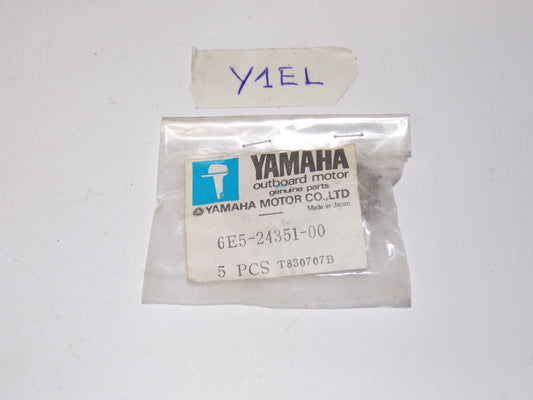 Y1EL
YAMAHA
outboard motor
genuine parts
YAMAHA MOTOR CO.,LTD
Made in Japan
6E5-24351-00
5 PCS T830707B